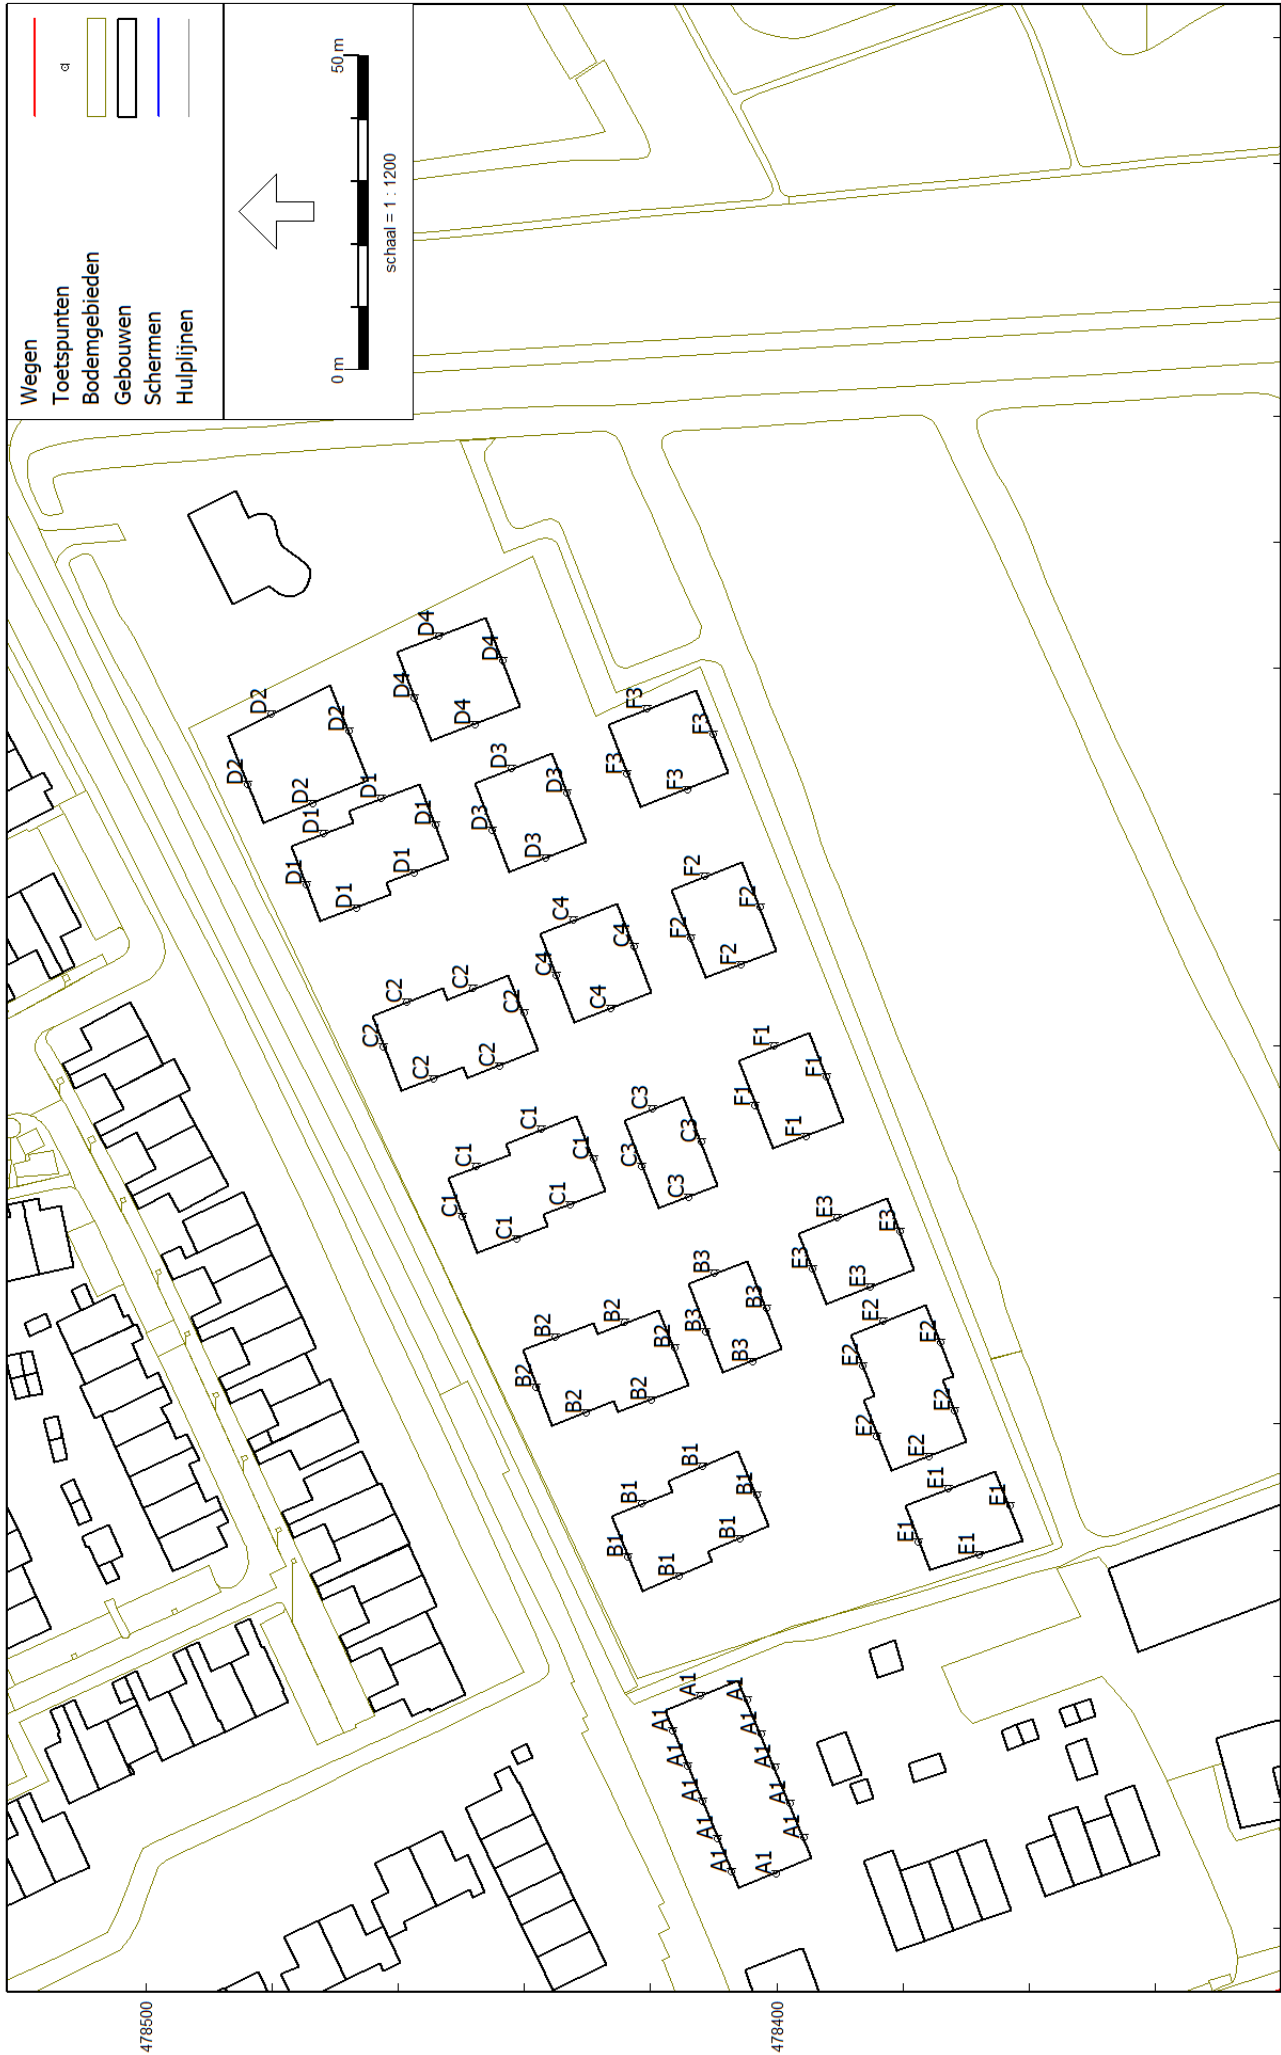 Wegen
Toetspunten
Bodemgebieden
Gebouwen
Schermen
Hulplijnen
0 m
50 m
schaal = 1 : 1200
478500
478400
D2
D2
D2
D2
D1
D1
D1
D1
D1
D1
D4
D4
D4
D4
D3
D3
D3
D3
C2
C2
C2
C2
C2
C2
C4
C4
C4
C4
C1
C1
C1
C1
C1
C1
C3
C3
C3
C3
F3
F3
F3
F3
F2
F2
F2
F2
F1
F1
F1
F1
B2
B2
B2
B2
B2
B2
B3
B3
B3
B3
B1
B1
B1
B1
B1
B1
E3
E3
E3
E3
E2
E2
E2
E2
E2
E2
E1
E1
E1
E1
A1
A1
A1
A1
A1
A1
A1
A1
A1
A1
A1
A1